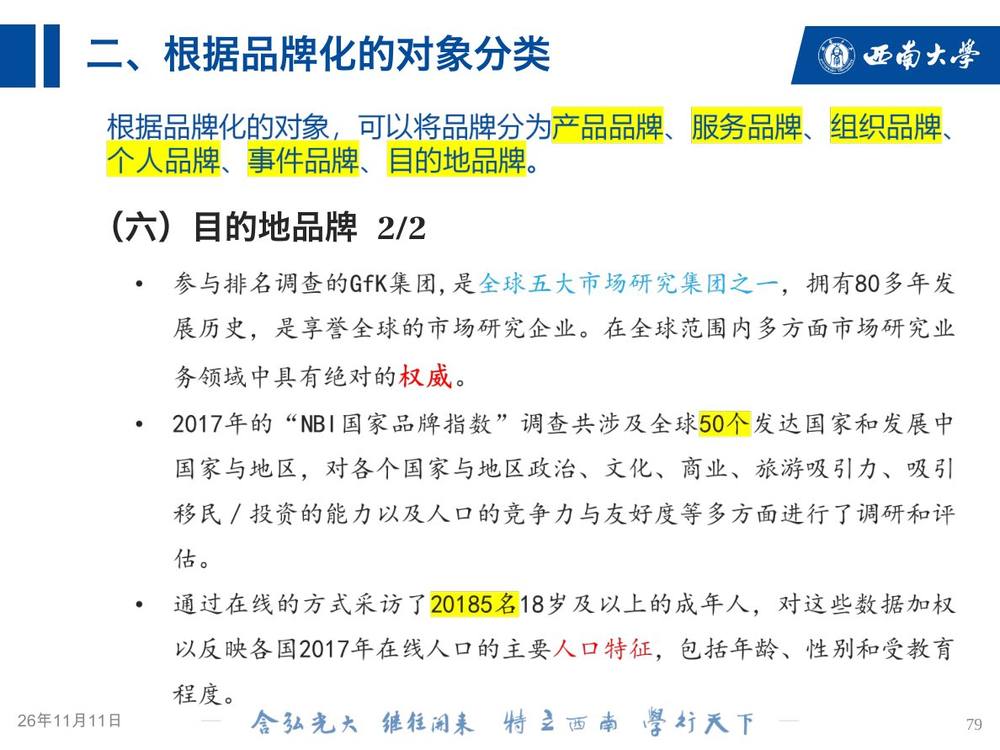 二、根据品牌化的对象分类
西南大学
根据品牌化的对象，可以将品牌分为产品品牌、服务品牌、组织品牌、
个人品牌、事件品牌、目的地品牌。
（六）目的地品牌 2/2
• 参与排名调查的GfK集团,是全球五大市场研究集团之一，拥有80多年发
展历史，是享誉全球的市场研究企业。在全球范围内多方面市场研究业
务领域中具有绝对的权威。
• 2017年的“NBI国家品牌指数”调查共涉及全球50个发达国家和发展中
国家与地区，对各个国家与地区政治、文化、商业、旅游吸引力、吸引
移民／投资的能力以及人口的竞争力与友好度等多方面进行了调研和评
估。
• 通过在线的方式采访了20185名18岁及以上的成年人，对这些数据加权
以反映各国2017年在线人口的主要人口特征，包括年龄、性别和受教育
程度。
26年11月11日
含弘光大 继往开来 特立西南 学行天下
79